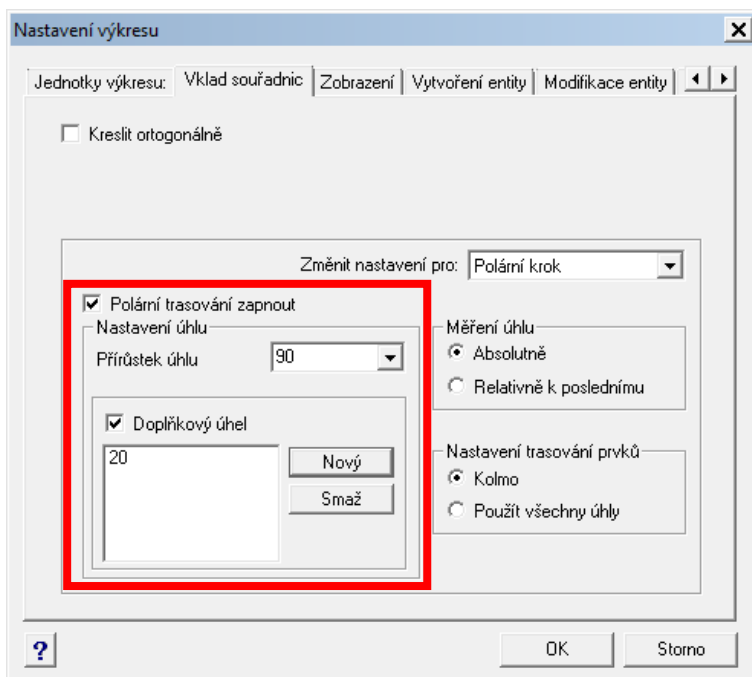 Nastavení výkresu
Jednotky výkresu: Vklad souřadnic Zobrazení Vytvoření entity Modifikace entity
Kreslit ortogonálně
Změnit nastavení pro: Polární krok
Polární trasování zapnout
Nastavení úhlu
Přírůstek úhlu 90
Doplňkový úhel
20
Nový
Smaž
Měření úhlu
Absolutně
Relativně k poslednímu
Nastavení trasování prvků
Kolmo
Použít všechny úhly
? OK Storno